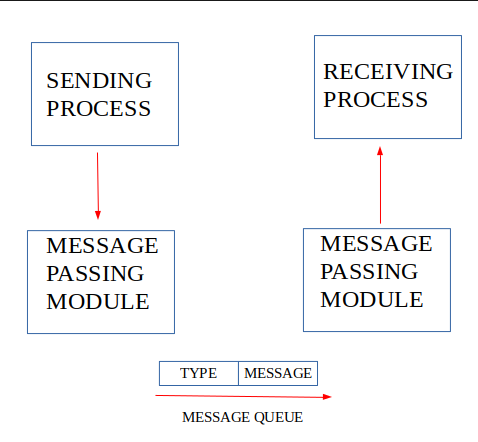 SENDING
PROCESS
RECEIVING
PROCESS
MESSAGE
PASSING
MODULE
MESSAGE
PASSING
MODULE
TYPE MESSAGE
MESSAGE QUEUE